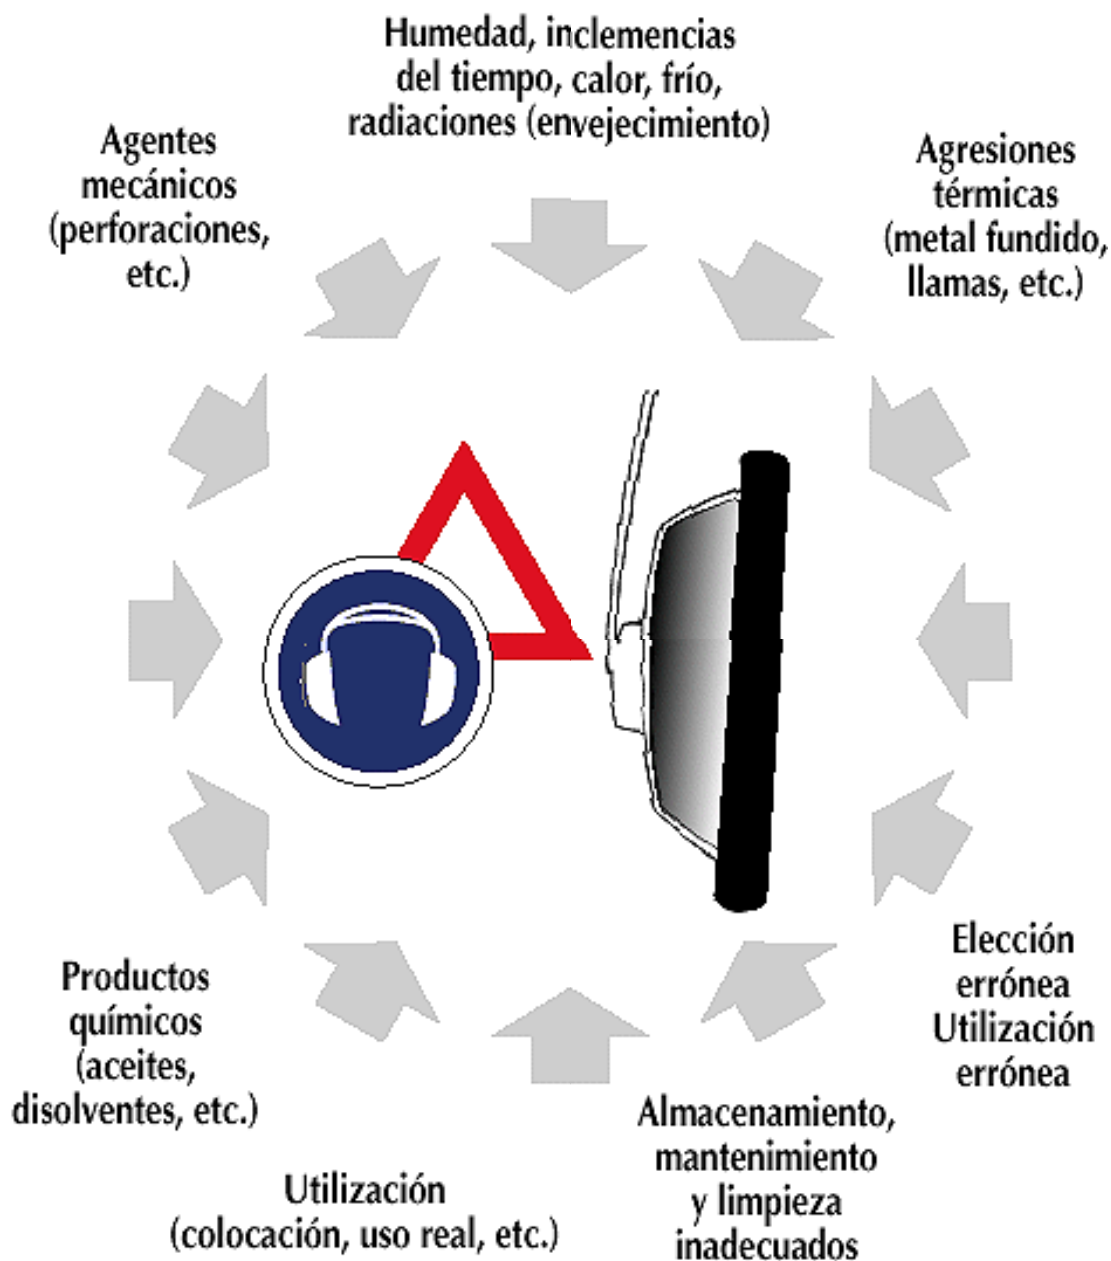 Humedad, inclemencias
del tiempo, calor, frío,
radiaciones (envejecimiento)
Agentes
mecánicos
(perforaciones,
etc.)
Agresiones
térmicas
(metal fundido,
llamas, etc.)
Productos
químicos
(aceites,
disolventes, etc.)
Elección
errónea
Utilización
errónea
Utilización
(colocación, uso real, etc.)
Almacenamiento,
mantenimiento
y limpieza
inadecuados